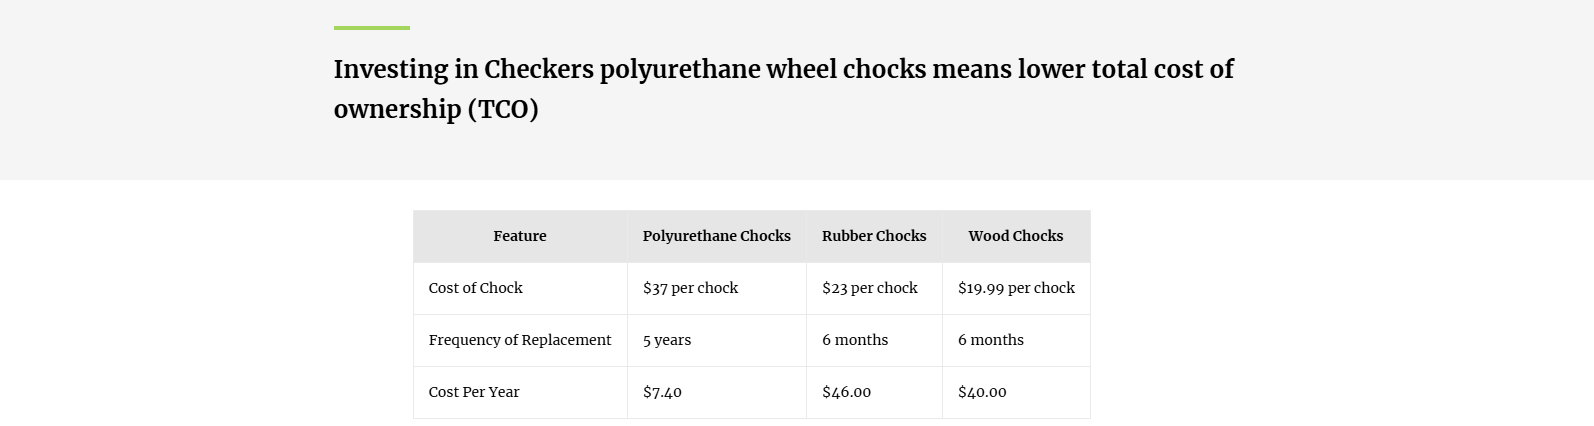 Investing in Checkers polyurethane wheel chocks means lower total cost of
ownership (TCO)
Feature Polyurethane Chocks Rubber Chocks Wood Chocks
Cost of Chock $37 per chock $23 per chock $19.99 per chock
Frequency of Replacement 5 years 6 months 6 months
Cost Per Year $7.40 $46.00 $40.00